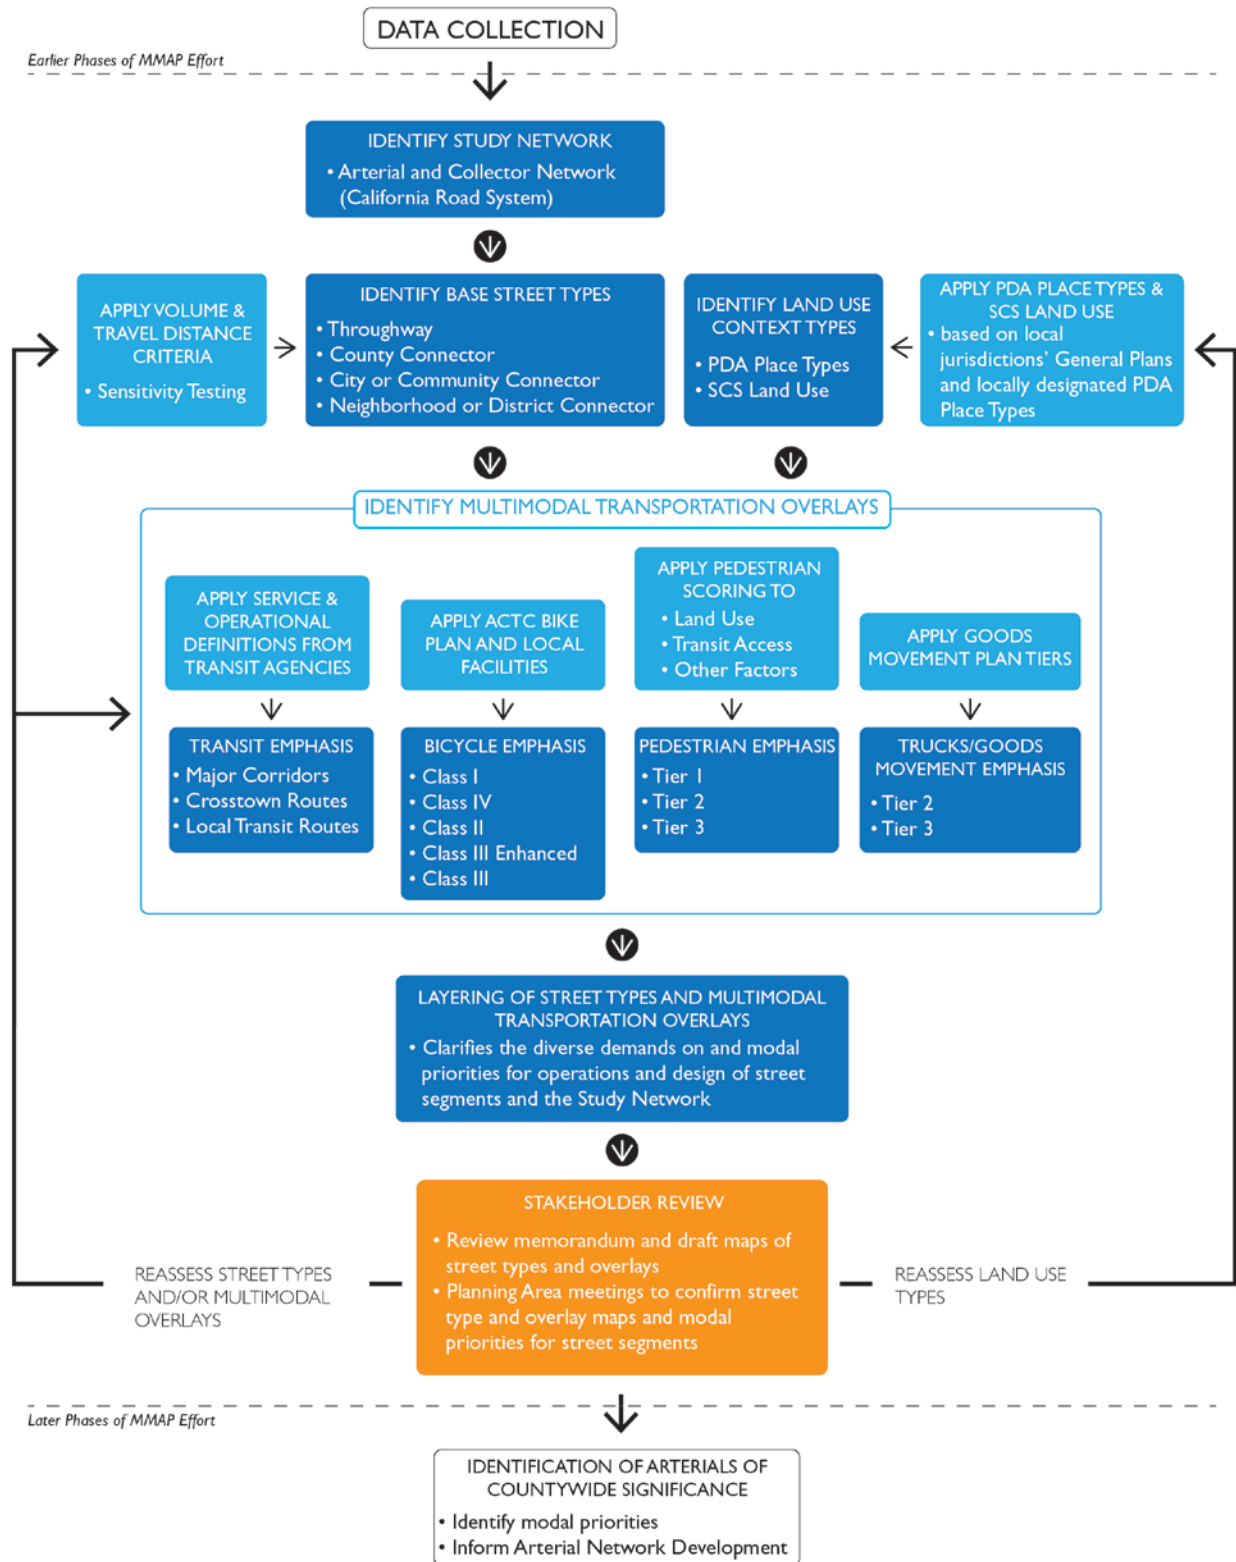 DATA COLLECTION
Earlier Phases of MMAP Effort
IDENTIFY STUDY NETWORK
• Arterial and Collector Network
(California Road System)
APPLY VOLUME &
TRAVEL DISTANCE
CRITERIA
• Sensitivity Testing
IDENTIFY BASE STREET TYPES
• Throughway
• County Connector
• City or Community Connector
• Neighborhood or District Connector
IDENTIFY LAND USE
CONTEXT TYPES
• PDA Place Types
• SCS Land Use
APPLY PDA PLACE TYPES &
SCS LAND USE
• based on local
jurisdictions' General Plans
and locally designated PDA
Place Types
IDENTIFY MULTIMODAL TRANSPORTATION OVERLAYS
APPLY SERVICE &
OPERATIONAL
DEFINITIONS FROM
TRANSIT AGENCIES
APPLY ACTC BIKE
PLAN AND LOCAL
FACILITIES
APPLY PEDESTRIAN
SCORING TO
• Land Use
• Transit Access
• Other Factors
APPLY GOODS
MOVEMENT PLAN TIERS
TRANSIT EMPHASIS
• Major Corridors
• Crosstown Routes
• Local Transit Routes
BICYCLE EMPHASIS
• Class I
• Class IV
• Class II
• Class III Enhanced
• Class III
PEDESTRIAN EMPHASIS
• Tier 1
• Tier 2
• Tier 3
TRUCKS/GOODS
MOVEMENT EMPHASIS
• Tier 2
• Tier 3
LAYERING OF STREET TYPES AND MULTIMODAL
TRANSPORTATION OVERLAYS
• Clarifies the diverse demands on and modal
priorities for operations and design of street
segments and the Study Network
STAKEHOLDER REVIEW
• Review memorandum and draft maps of
street types and overlays
• Planning Area meetings to confirm street
type and overlay maps and modal
priorities for street segments
REASSESS STREET TYPES
AND/OR MULTIMODAL
OVERLAYS
REASSESS LAND USE
TYPES
Later Phases of MMAP Effort
IDENTIFICATION OF ARTERIALS OF
COUNTYWIDE SIGNIFICANCE
• Identify modal priorities
• Inform Arterial Network Development